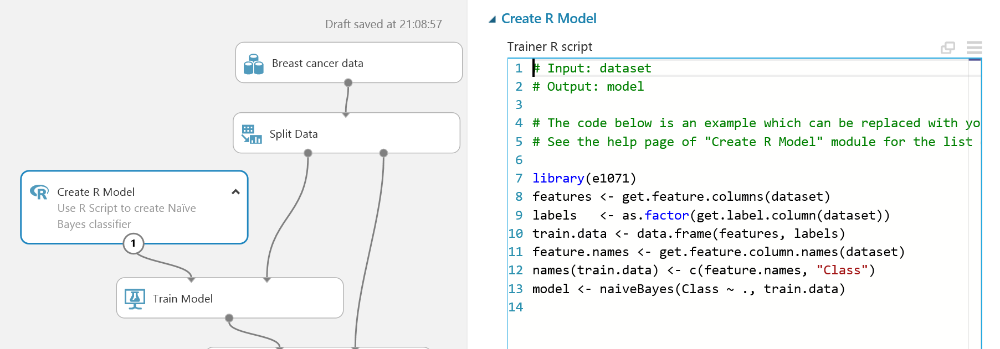 Draft saved at 21:08:57
Breast cancer data
Split Data
R
Create R Model
Use R Script to create Naïve
Bayes classifier
1
Train Model
Create R Model
Trainer R script
1 # Input: dataset
2 # Output: model
3
4 # The code below is an example which can be replaced with yo
5 # See the help page of "Create R Model" module for the list
6
7 library(e1071)
8 features <- get.feature.columns(dataset)
9 labels   <- as.factor(get.label.column(dataset))
10 train.data <- data.frame(features, labels)
11 feature.names <- get.feature.column.names(dataset)
12 names(train.data) <- c(feature.names, "Class")
13 model <- naiveBayes(Class ~ ., train.data)
14